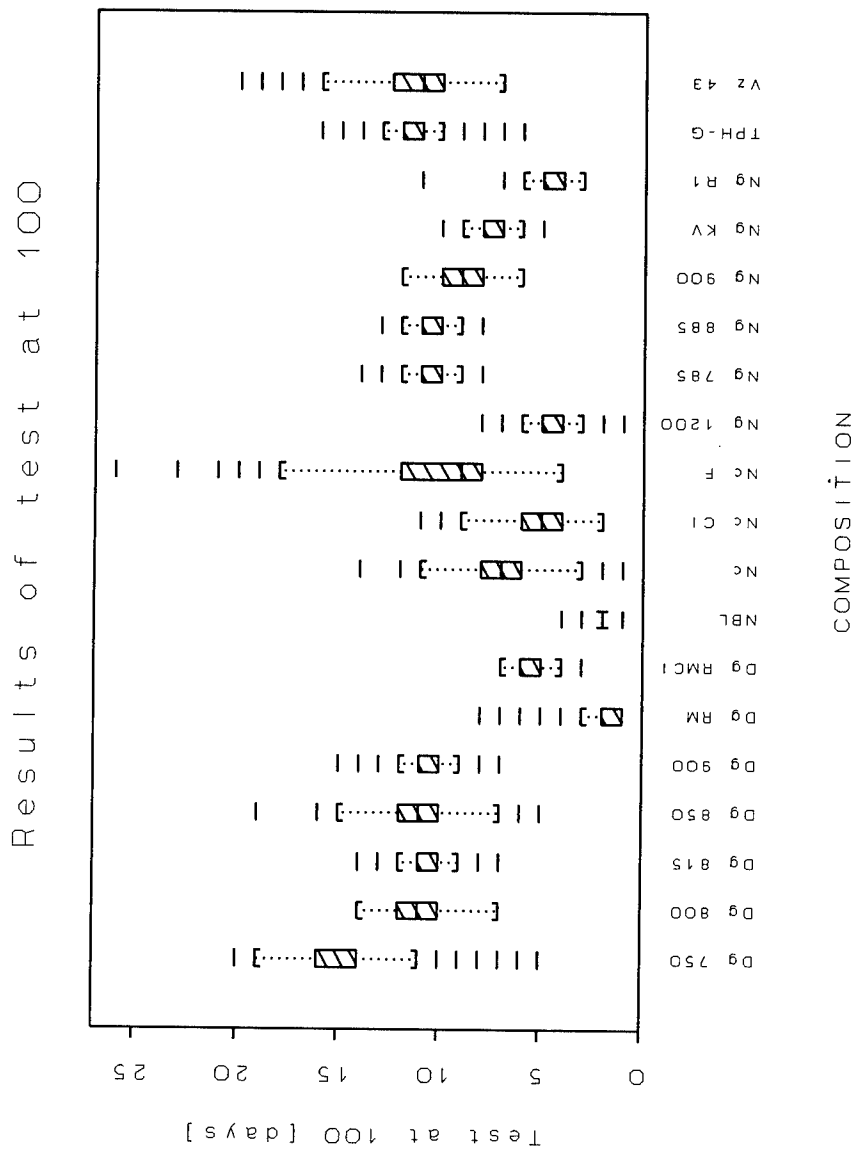 Results of test at 100
Test at 100 [days]
0
5
10
15
20
25
Dg 750
Dg 800
Dg 815
Dg 850
Dg 900
Dg RM
Dg RMCI
NBL
Nc
Nc CI
Nc F
Ng 1200
Ng 785
Ng 885
Ng 900
Ng KV
Ng R1
TPH-G
Vz 43
COMPOSITION